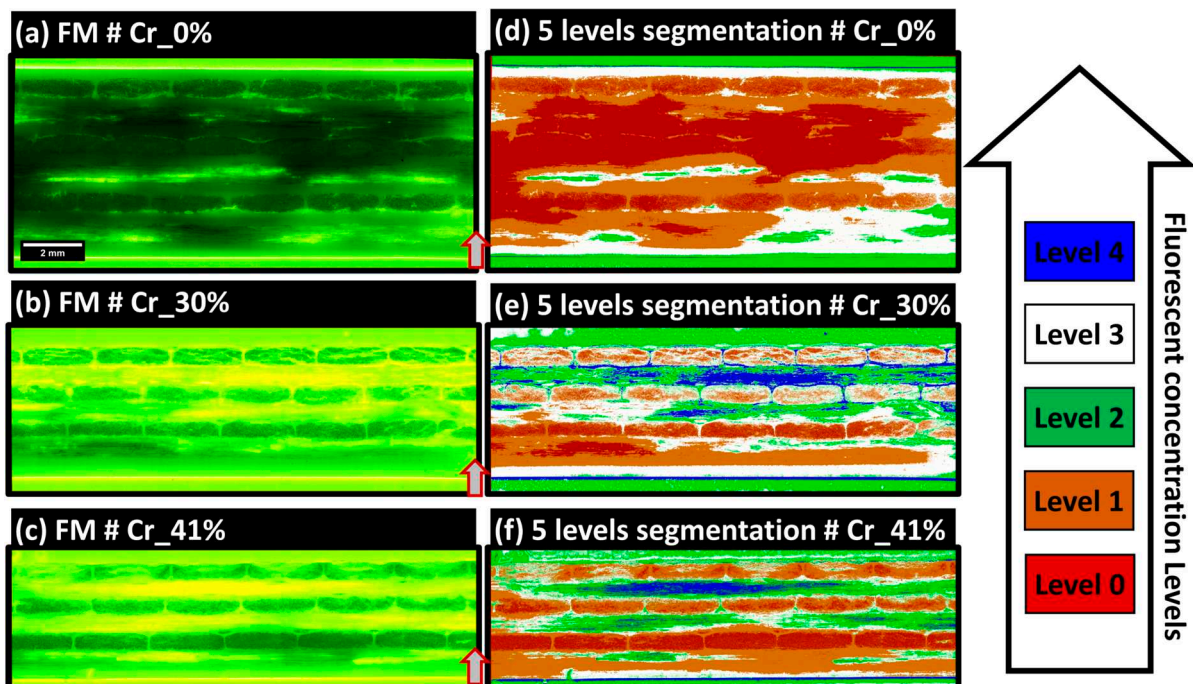 (a) FM # Cr_0%
(d) 5 levels segmentation # Cr_0%
2 mm
(b) FM # Cr_30%
(e) 5 levels segmentation # Cr_30%
(c) FM # Cr_41%
(f) 5 levels segmentation # Cr_41%
Level 4
Level 3
Level 2
Level 1
Level 0
Fluorescent concentration Levels